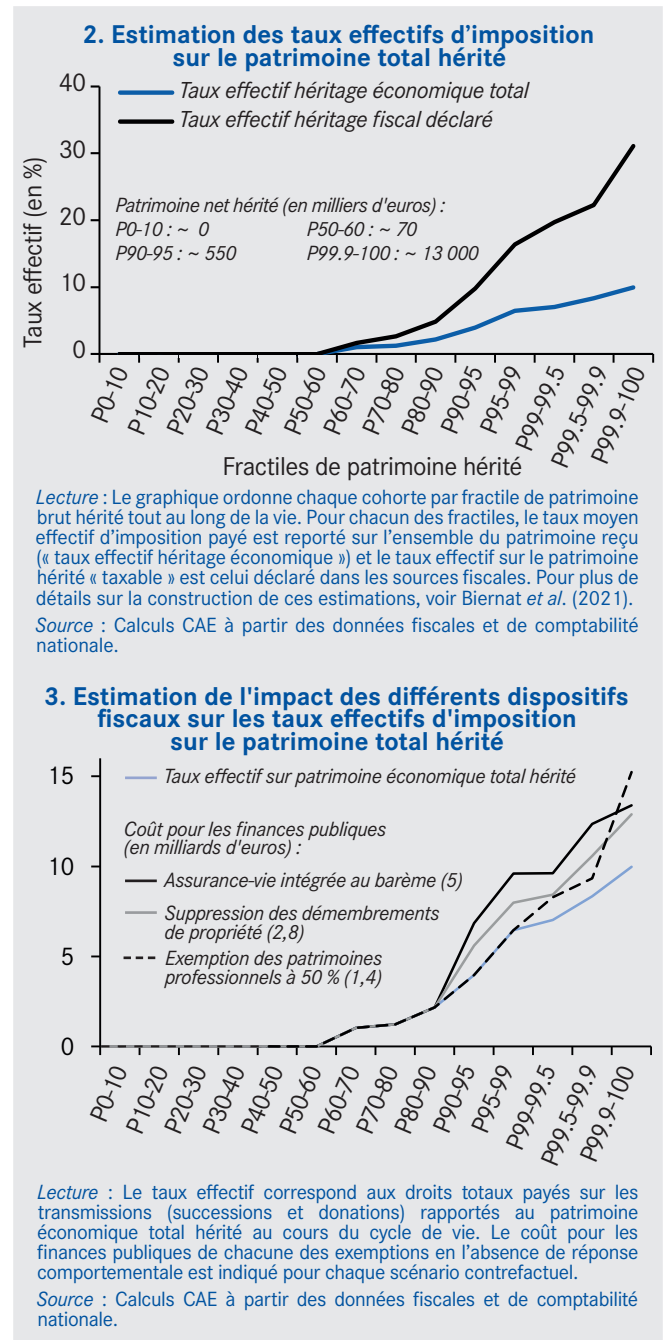 2. Estimation des taux effectifs d’imposition
sur le patrimoine total hérité
40
30
20
10
0
Taux effectif (en %)
Taux effectif héritage économique total
Taux effectif héritage fiscal déclaré
Patrimoine net hérité (en milliers d'euros) :
P0-10 : ~ 0 P50-60 : ~ 70
P90-95 : ~ 550 P99.9-100 : ~ 13 000
P0-10
P10-20
P20-30
P30-40
P40-50
P50-60
P60-70
P70-80
P80-90
P90-95
P95-99
P99-99.5
P99.5-99.9
P99.9-100
Fractiles de patrimoine hérité
Lecture : Le graphique ordonne chaque cohorte par fractile de patrimoine
brut hérité tout au long de la vie. Pour chacun des fractiles, le taux moyen
effectif d’imposition payé est reporté sur l’ensemble du patrimoine reçu
(« taux effectif héritage économique ») et le taux effectif sur le patrimoine
hérité « taxable » est celui déclaré dans les sources fiscales. Pour plus de
détails sur la construction de ces estimations, voir Biernat et al. (2021).
Source : Calculs CAE à partir des données fiscales et de comptabilité
nationale.
3. Estimation de l'impact des différents dispositifs
fiscaux sur les taux effectifs d'imposition
sur le patrimoine total hérité
15
10
5
0
Taux effectif sur patrimoine économique total hérité
Coût pour les finances publiques
(en milliards d'euros) :
Assurance-vie intégrée au barème (5)
Suppression des démembrements
de propriété (2,8)
Exemption des patrimoines
professionnels à 50 % (1,4)
P0-10
P10-20
P20-30
P30-40
P40-50
P50-60
P60-70
P70-80
P80-90
P90-95
P95-99
P99-99.5
P99.5-99.9
P99.9-100
Lecture : Le taux effectif correspond aux droits totaux payés sur les
transmissions (successions et donations) rapportés au patrimoine
économique total hérité au cours du cycle de vie. Le coût pour les
finances publiques de chacune des exemptions en l’absence de réponse
comportementale est indiqué pour chaque scénario contrefactuel.
Source : Calculs CAE à partir des données fiscales et de comptabilité
nationale.